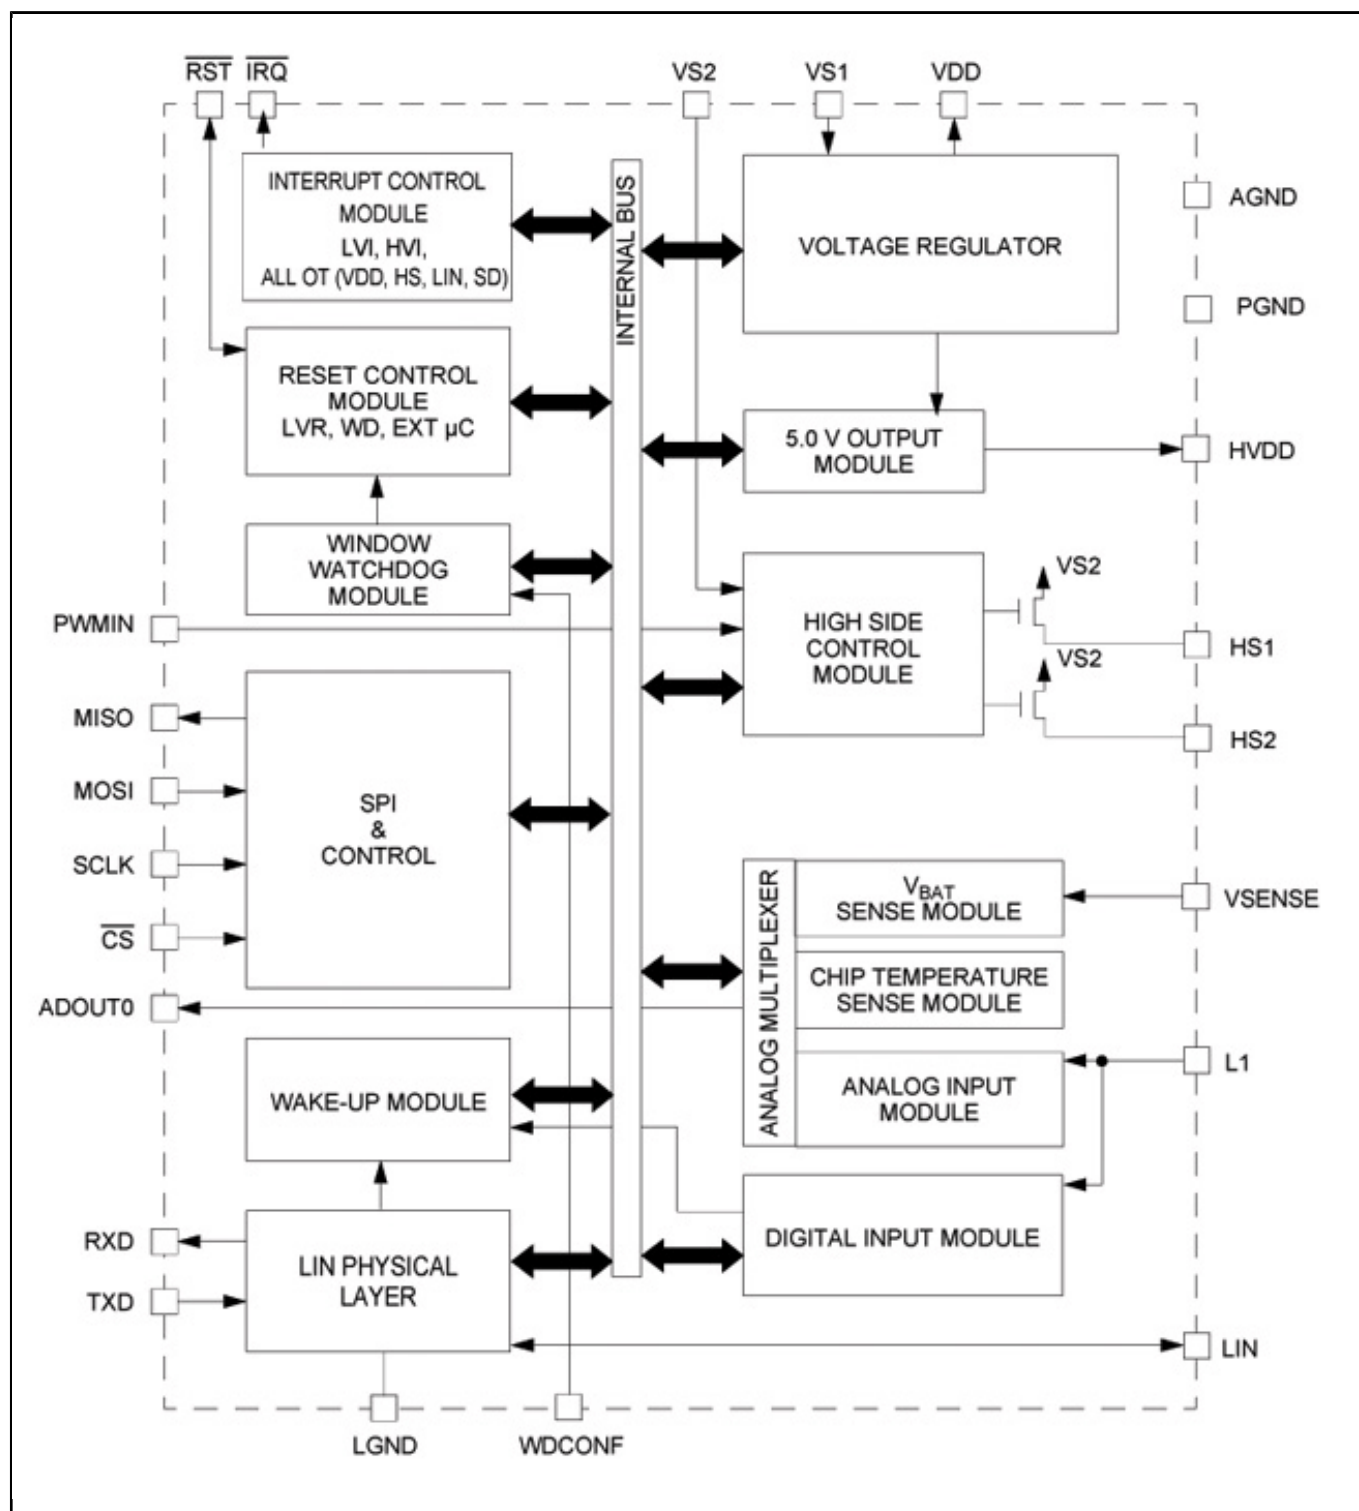 RST
IRQ
VS2
VS1
VDD
INTERRUPT CONTROL
MODULE
LVI, HVI,
ALL OT (VDD, HS, LIN, SD)
INTERNAL BUS
VOLTAGE REGULATOR
AGND
PGND
RESET CONTROL
MODULE
LVR, WD, EXT µC
5.0 V OUTPUT
MODULE
HVDD
WINDOW
WATCHDOG
MODULE
PWMIN
HIGH SIDE
CONTROL
MODULE
VS2
HS1
VS2
HS2
MISO
MOSI
SCLK
CS
SPI
&
CONTROL
ADOUT0
ANALOG MULTIPLEXER
VBAT
SENSE MODULE
VSENSE
CHIP TEMPERATURE
SENSE MODULE
ANALOG INPUT
MODULE
L1
WAKE-UP MODULE
DIGITAL INPUT MODULE
RXD
TXD
LIN PHYSICAL
LAYER
LIN
LGND
WDCONF